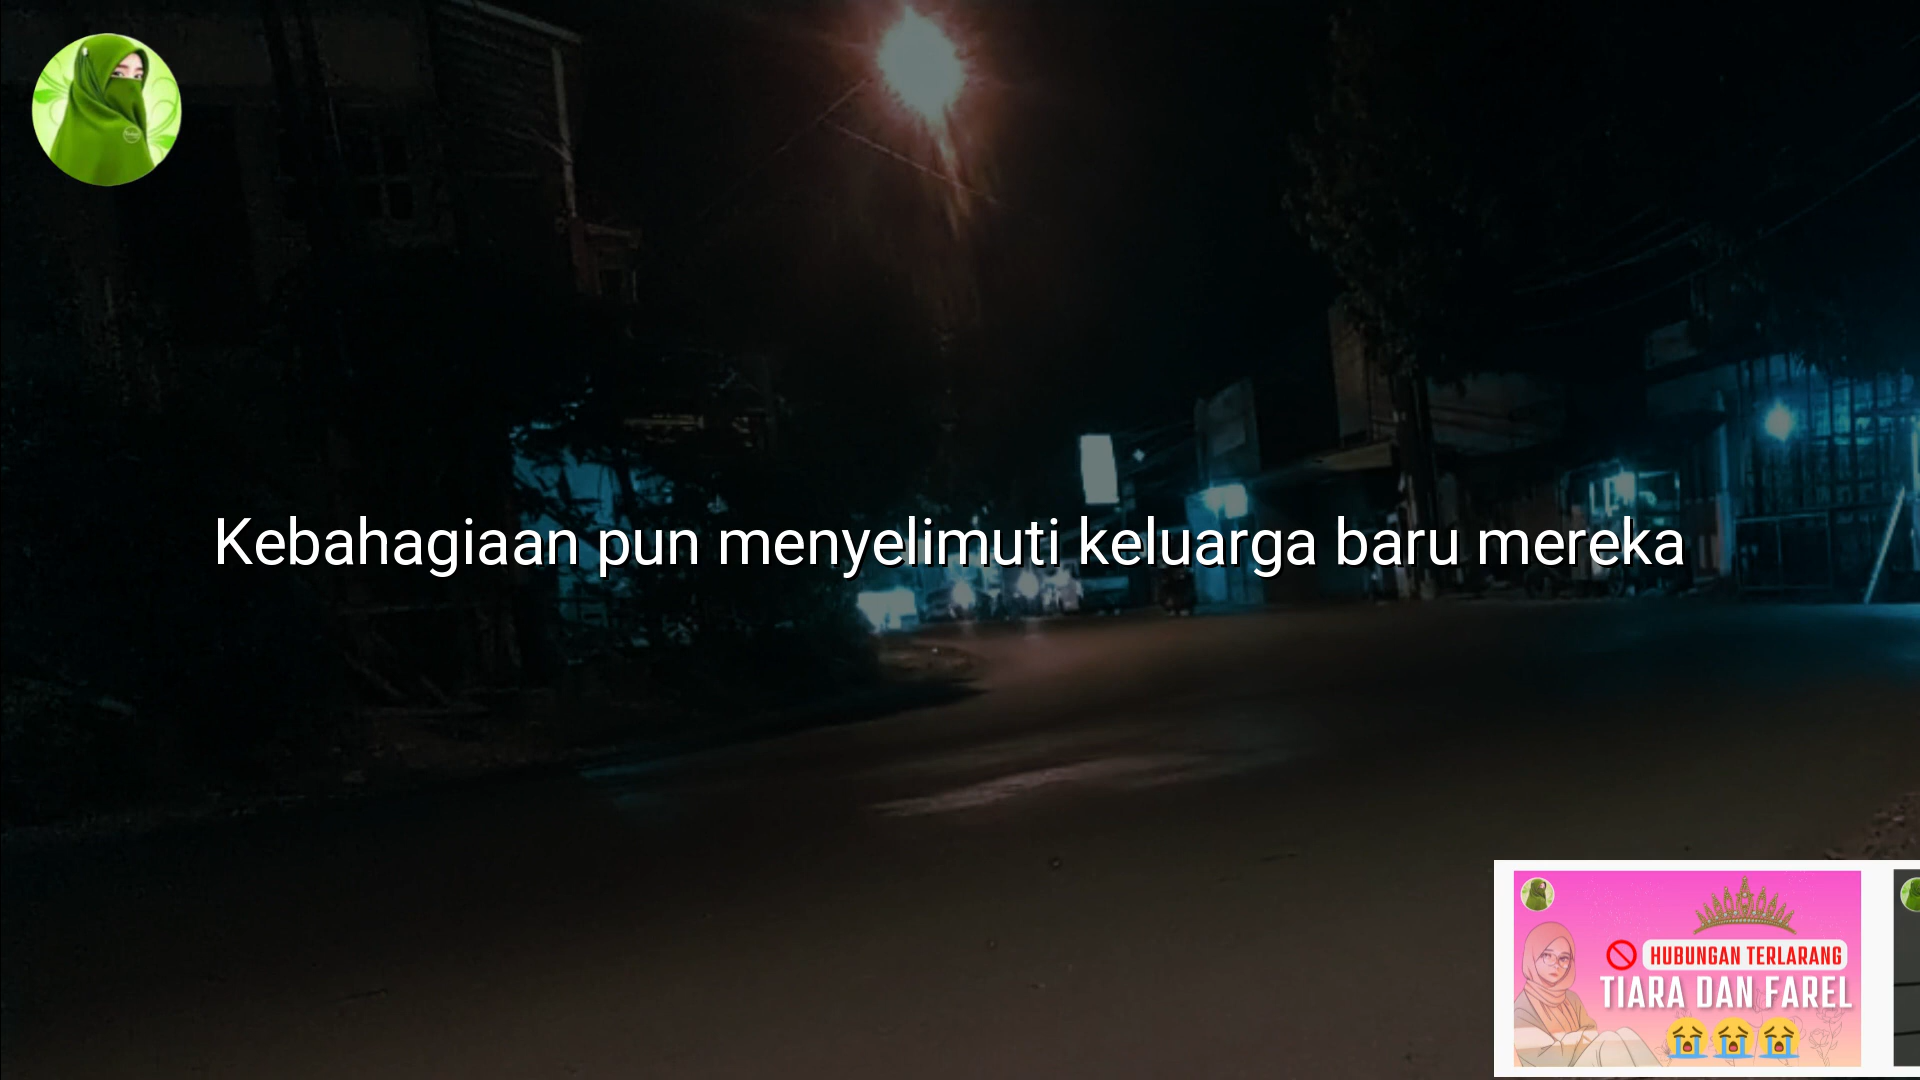 Kebahagiaan pun menyelimuti keluarga baru mereka
HUBUNGAN TERLARANG
TIARA DAN FAREL